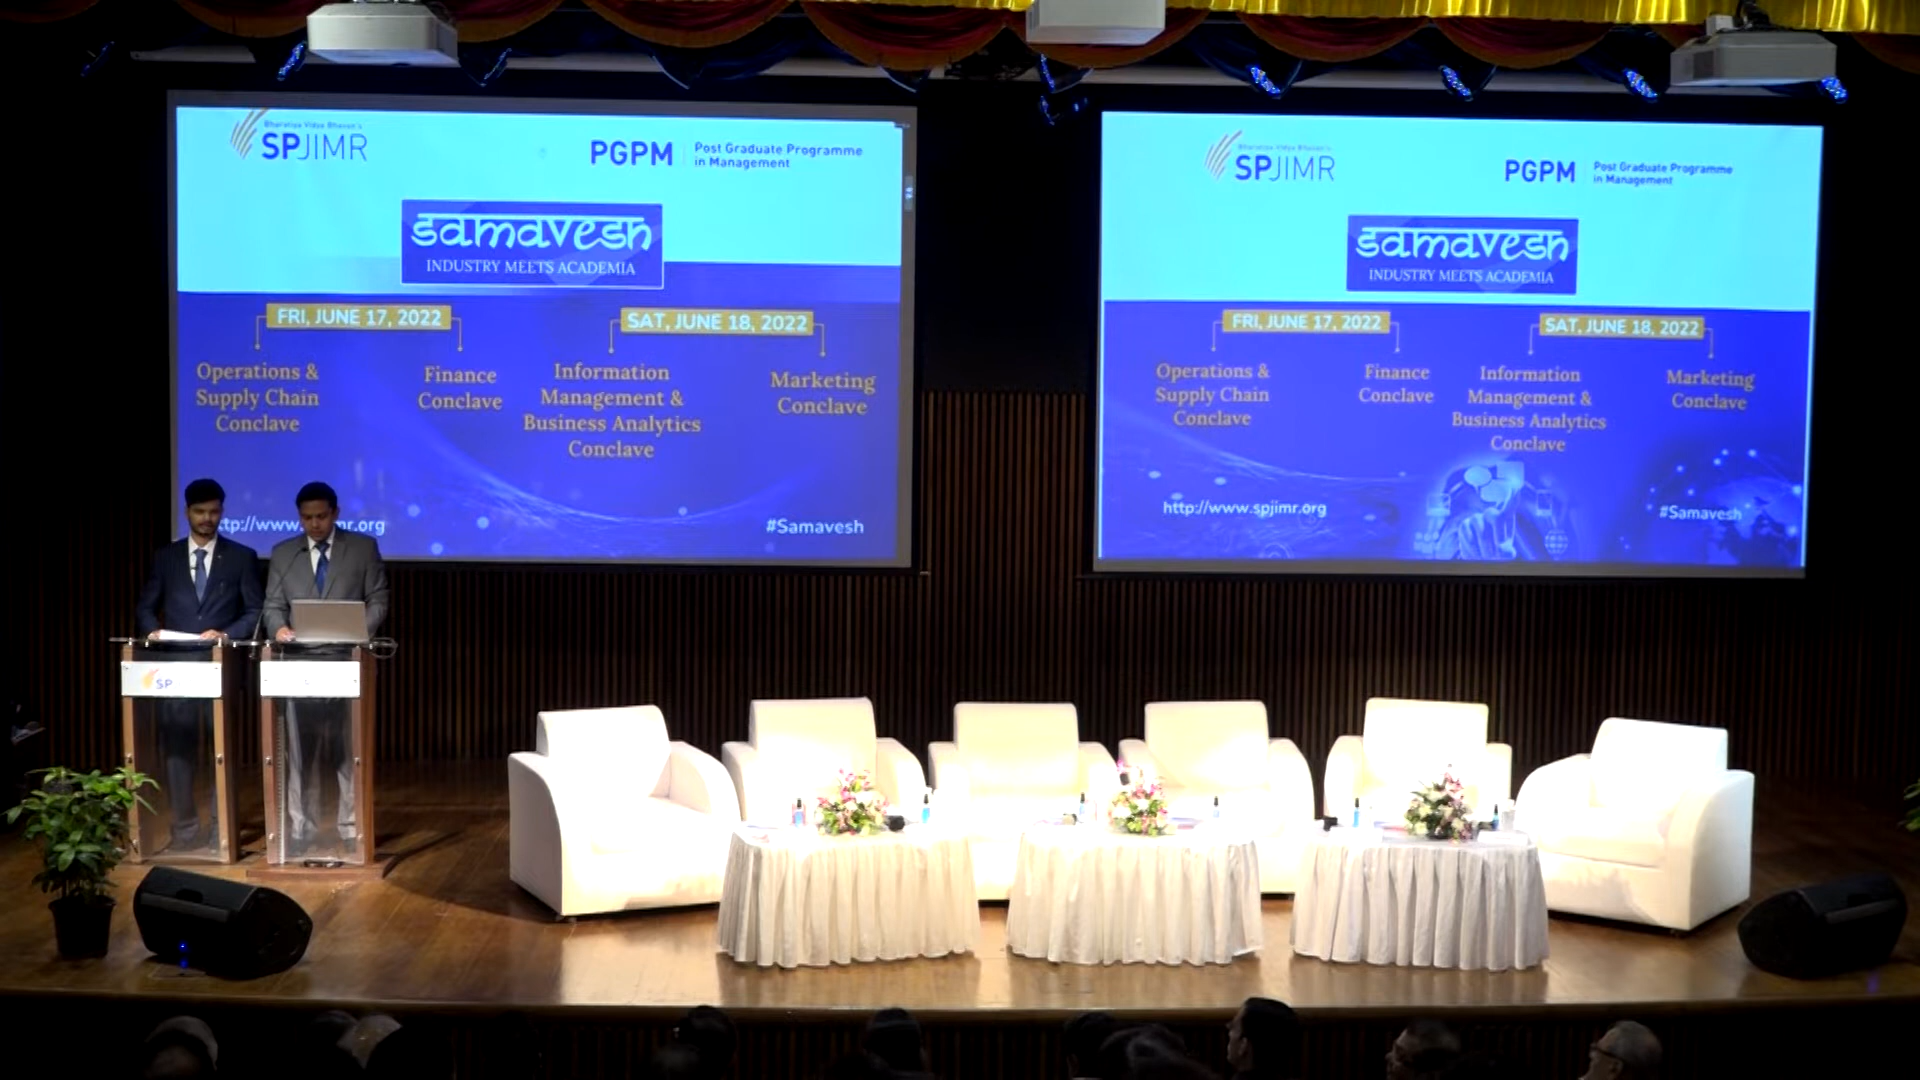 Bharatiya Vidya Bhavan's
SPJIMR
PGPM
Post Graduate Programme
in Management
samavesh
INDUSTRY MEETS ACADEMIA
FRI, JUNE 17, 2022
SAT, JUNE 18, 2022
Operations &
Supply Chain
Conclave
Finance
Conclave
Information
Management &
Business Analytics
Conclave
Marketing
Conclave
ttp://www. jimr.org
#Samavesh
Bharatiya Vidya Bhavan's
SPJIMR
PGPM
Post Graduate Programme
in Management
samavesh
INDUSTRY MEETS ACADEMIA
FRI, JUNE 17, 2022
SAT, JUNE 18, 2022
Operations &
Supply Chain
Conclave
Finance
Conclave
Information
Management &
Business Analytics
Conclave
Marketing
Conclave
http://www.spjimr.org
#Samavesh
SP